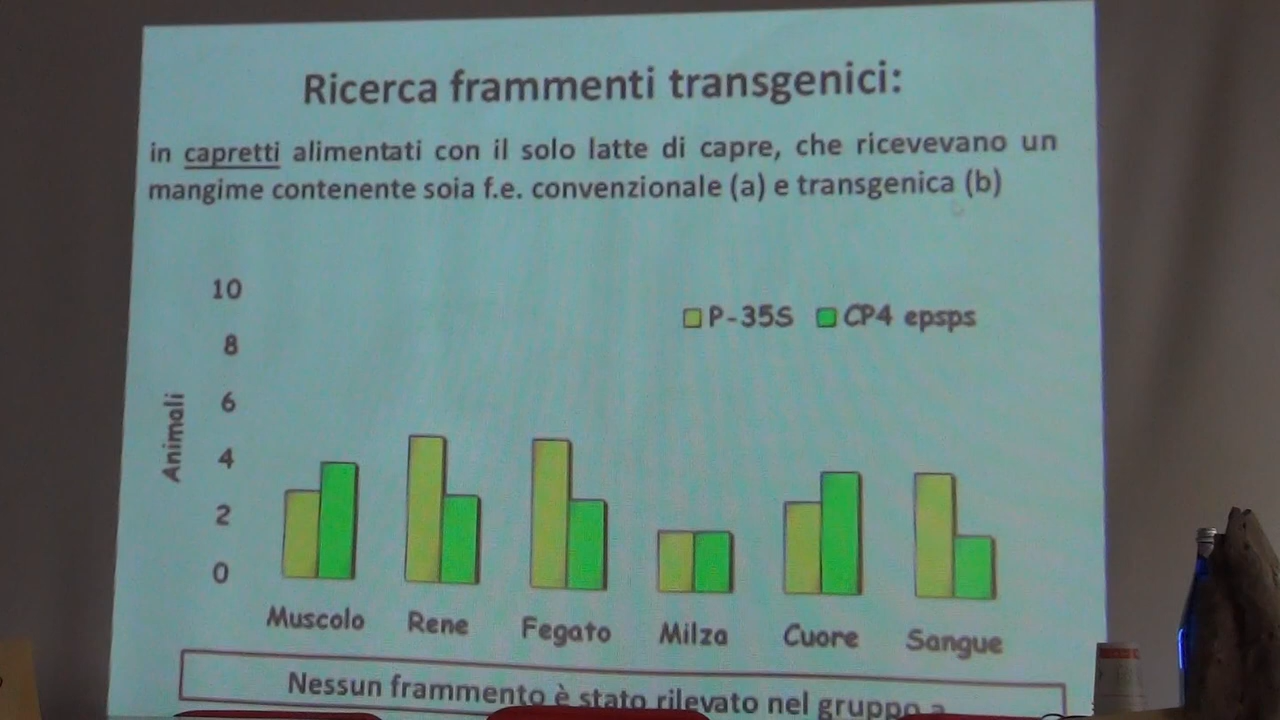 Ricerca frammenti transgenici:
in capretti alimentati con il solo latte di capre, che ricevevano un
mangime contenente soia f.e. convenzionale (a) e transgenica (b)
10
P-35S CP4 epsps
8
6
4
2
0
Animali
Muscolo Rene Fegato Milza Cuore Sangue
Nessun frammento è stato rilevato nel gruppo a